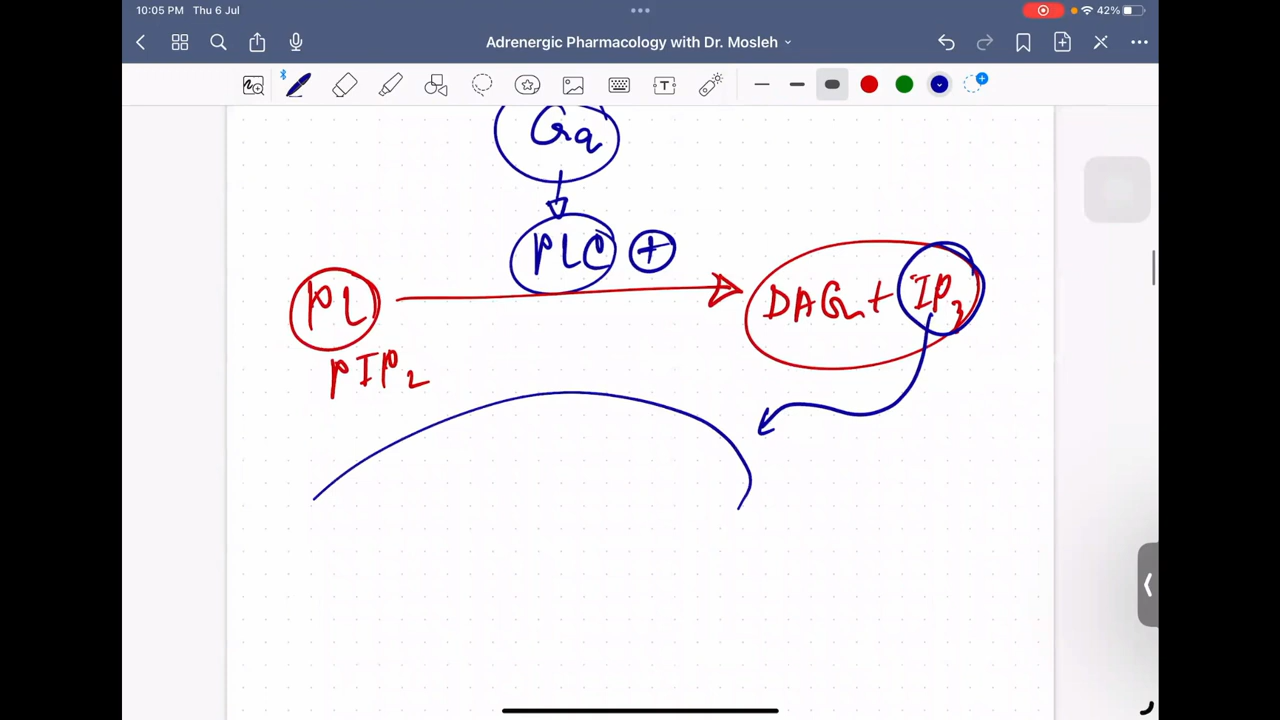 10:05 PM Thu 6 Jul 42%
Adrenergic Pharmacology with Dr. Mosleh
T
Gq
PLC +
PL DAG + IP3
PIP2